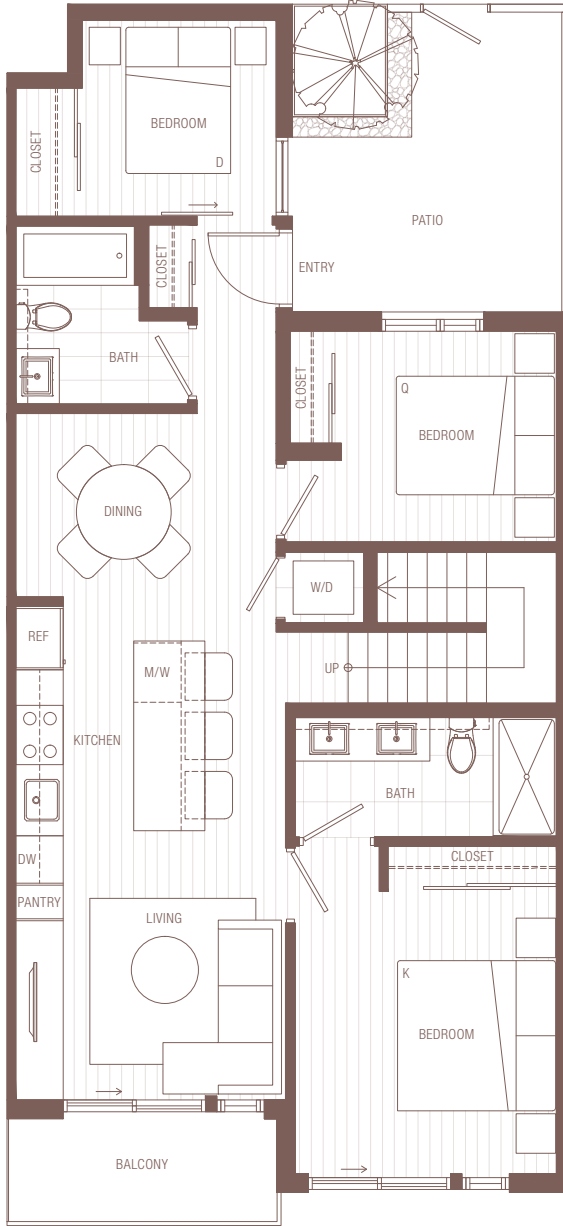 BEDROOM
CLOSET
D
PATIO
CLOSET
ENTRY
BATH
CLOSET
Q
BEDROOM
DINING
W/D
REF
M/W
UP
KITCHEN
BATH
DW
CLOSET
PANTRY
LIVING
K
BEDROOM
BALCONY